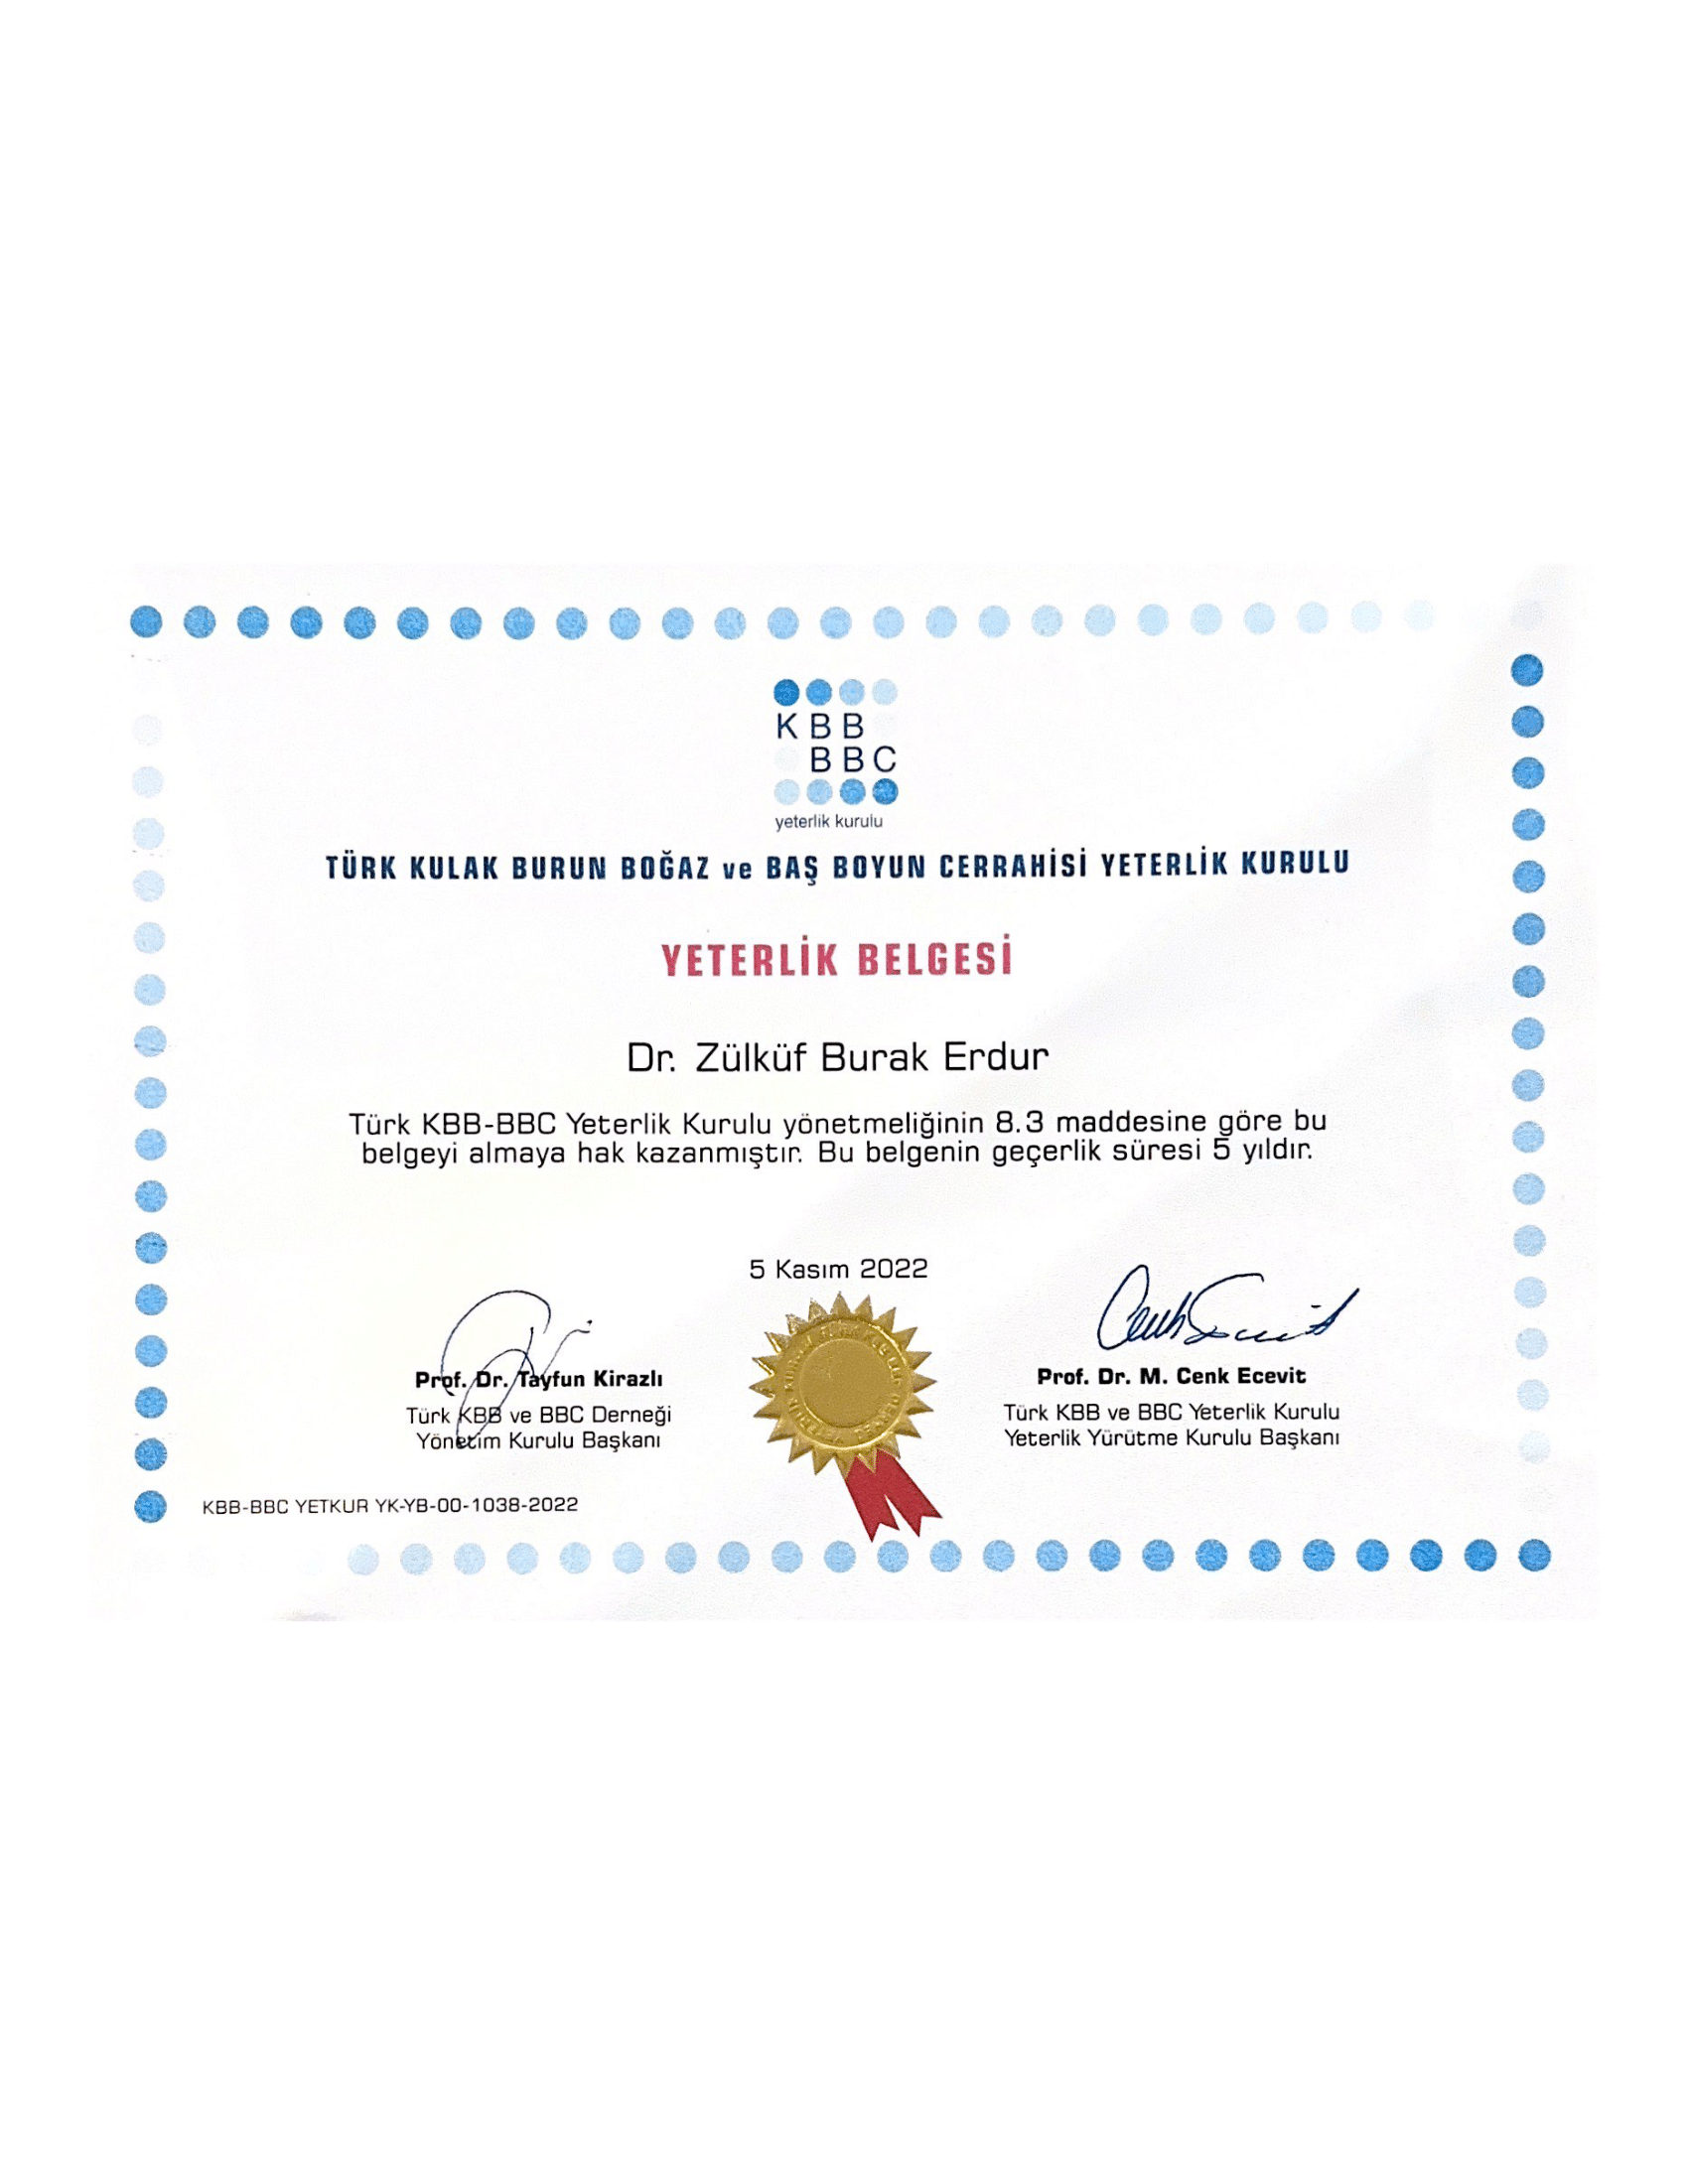 KBB
BBC
yeterlik kurulu
TÜRK KULAK BURUN BOĞAZ ve BAŞ BOYUN CERRAHİSİ YETERLİK KURULU
YETERLİK BELGESİ
Dr. Zülküf Burak Erdur
Türk KBB-BBC Yeterlik Kurulu yönetmeliğinin 8.3 maddesine göre bu
belgeyi almaya hak kazanmıştır. Bu belgenin geçerlik süresi 5 yıldır.
5 Kasım 2022
Prof. Dr. Tayfun Kirazlı
Türk KBB ve BBC Derneği
Yönetim Kurulu Başkanı
Prof. Dr. M. Cenk Ecevit
Türk KBB ve BBC Yeterlik Kurulu
Yeterlik Yürütme Kurulu Başkanı
KBB-BBC YETKUR YK-YB-00-1038-2022